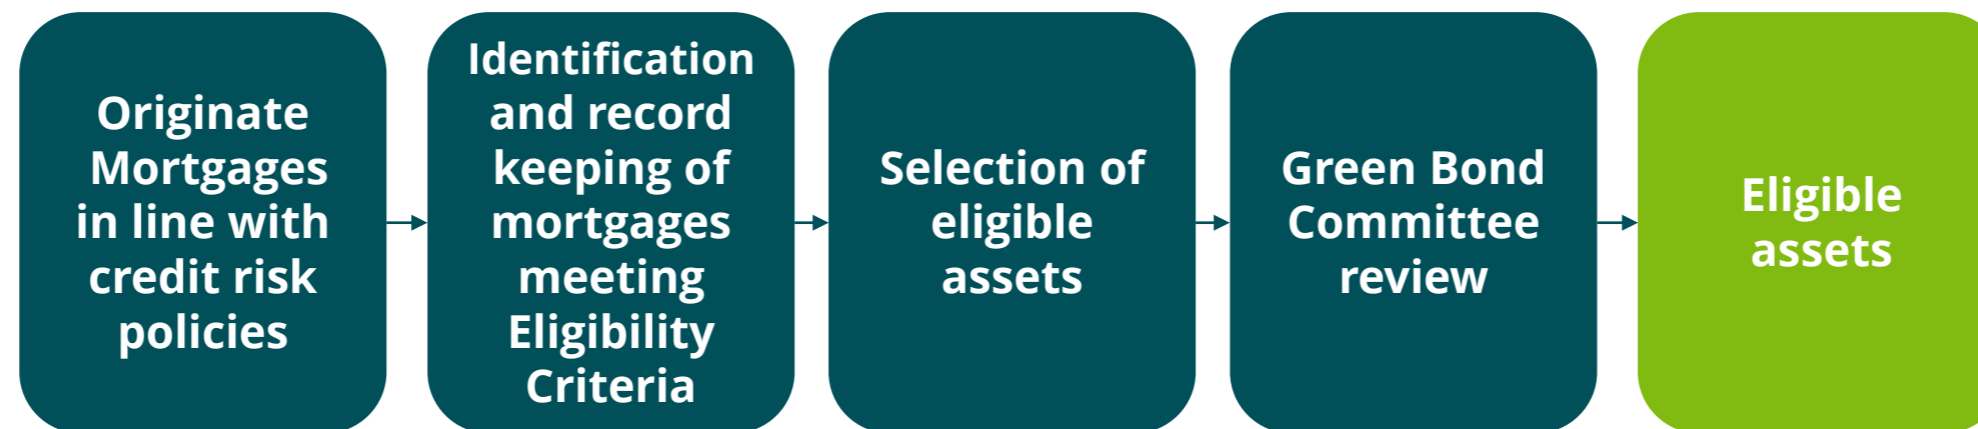 Originate
Mortgages
in line with
credit risk
policies
Identification
and record
keeping of
mortgages
meeting
Eligibility
Criteria
Selection of
eligible
assets
Green Bond
Committee
review
Eligible
assets